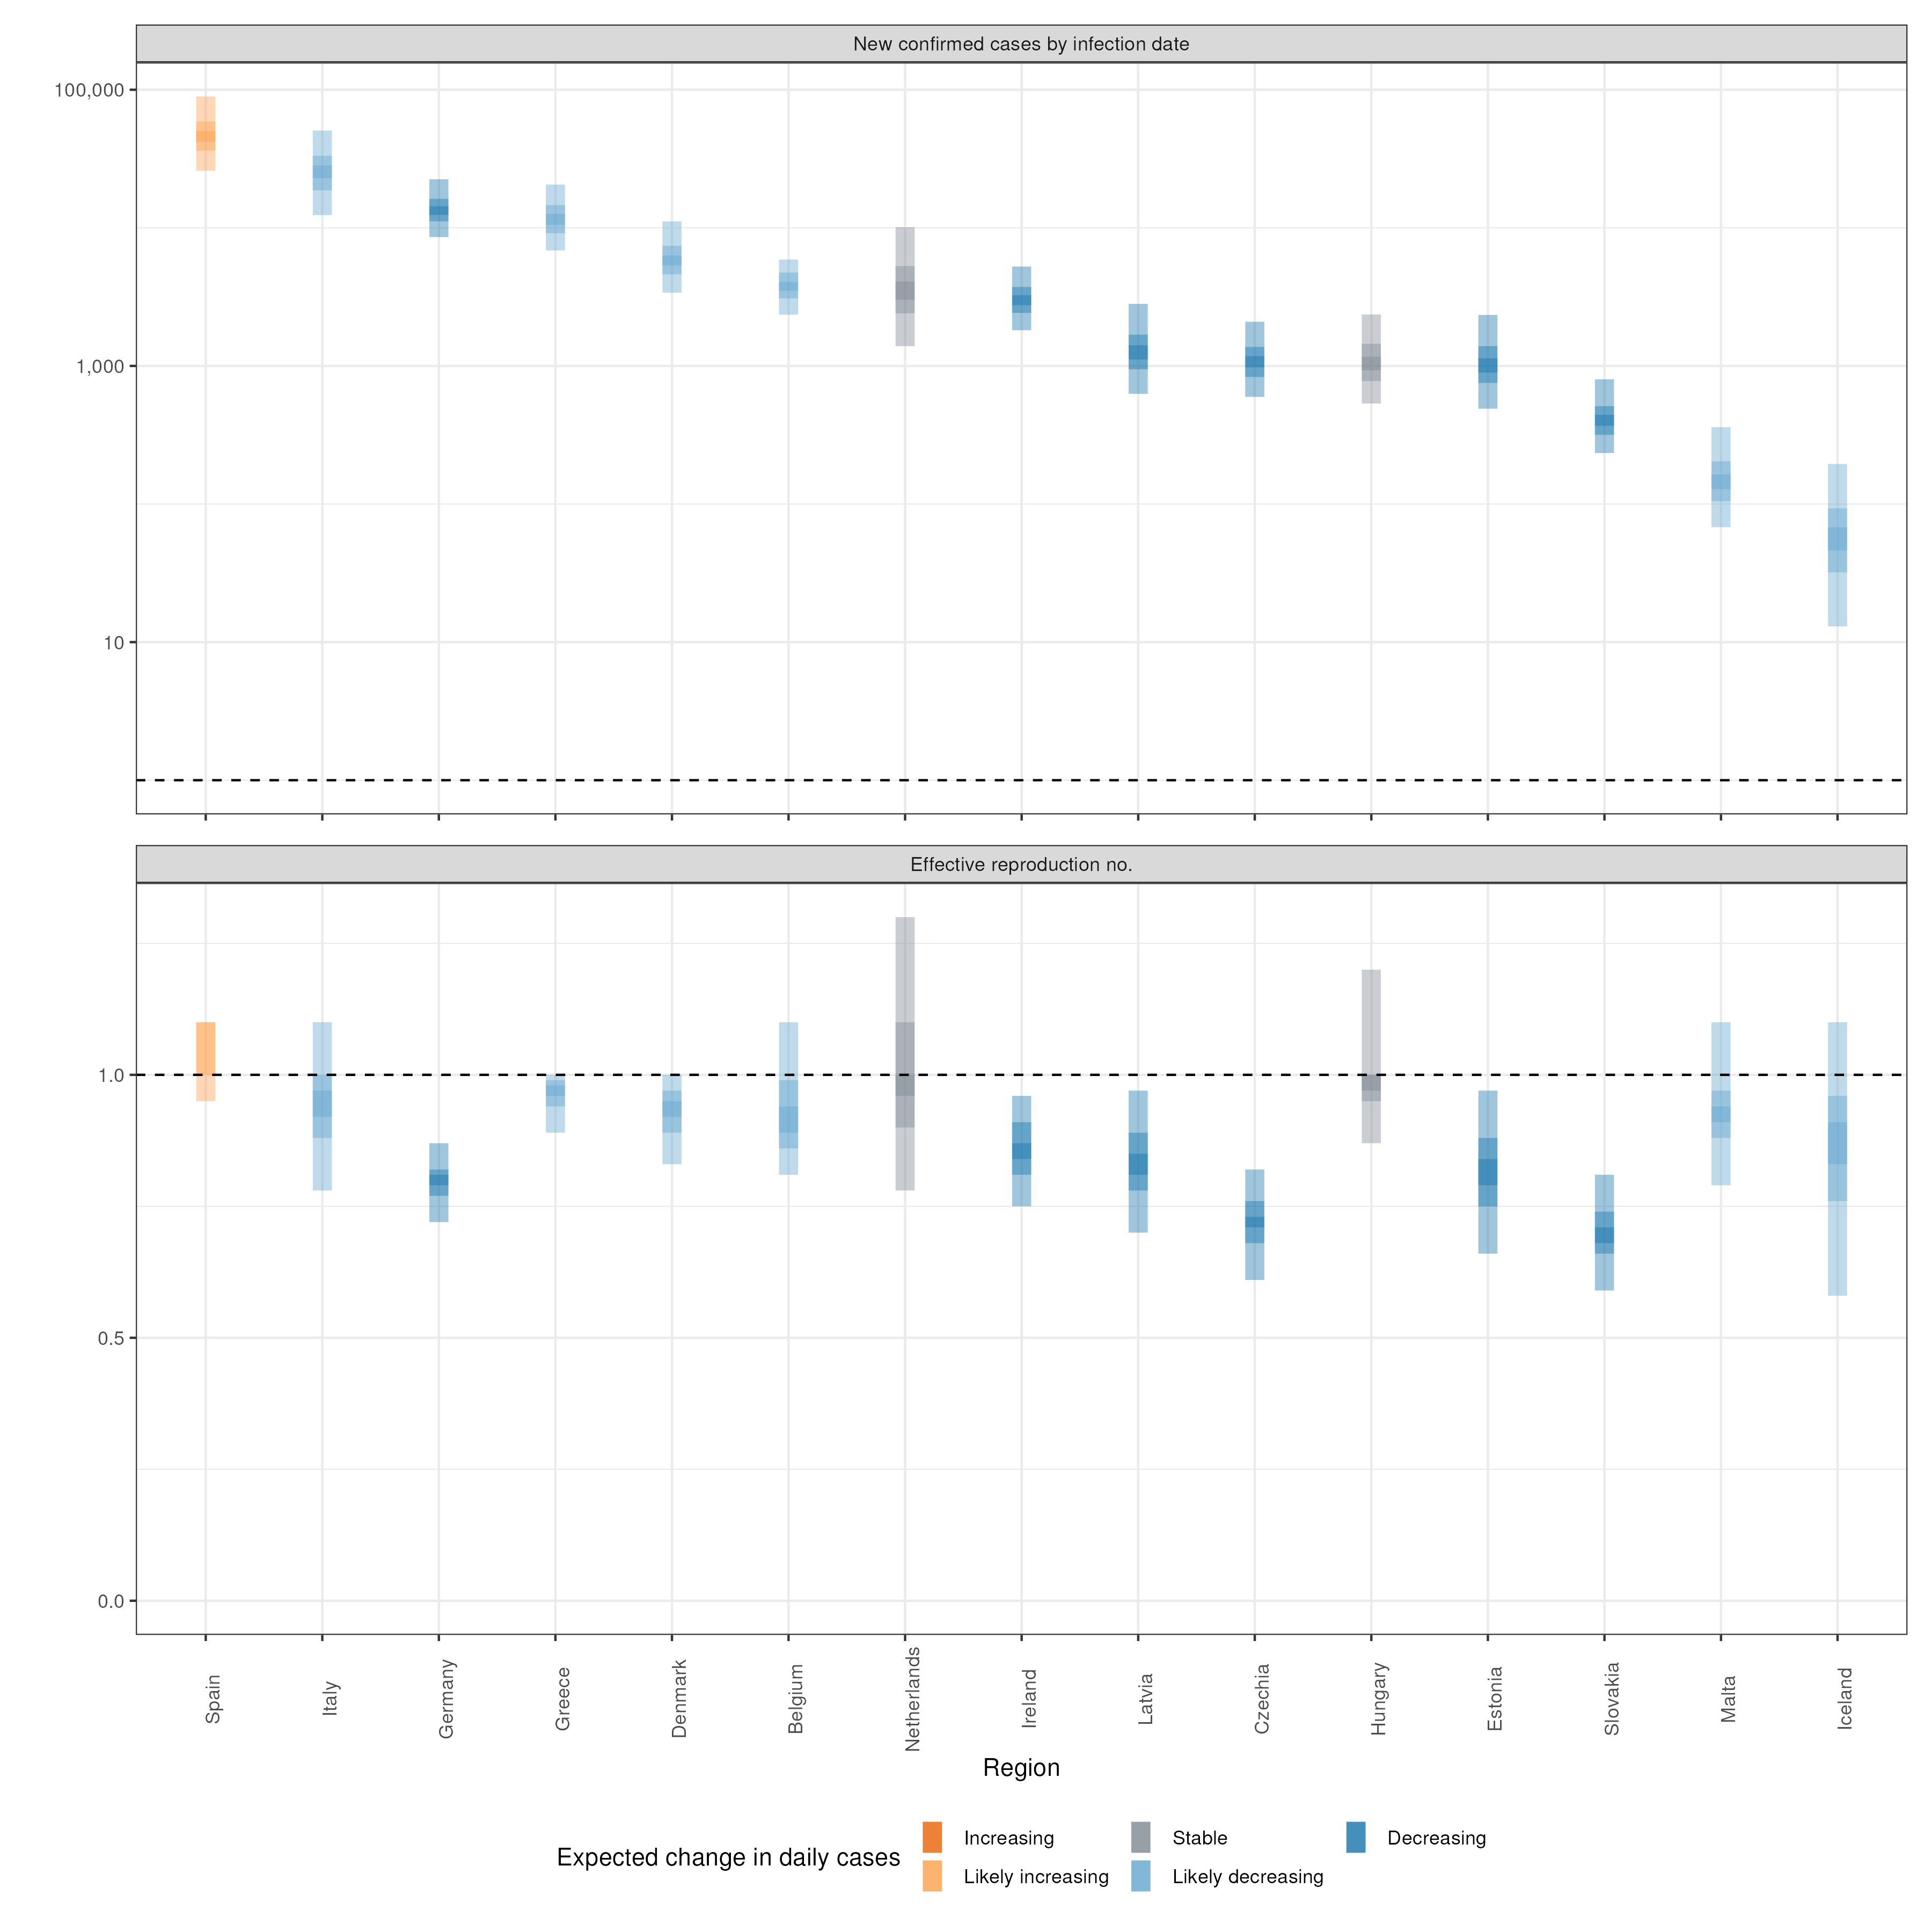 New confirmed cases by infection date
100,000
1,000
10
Effective reproduction no.
1.0
0.5
0.0
Spain
Italy
Germany
Greece
Denmark
Belgium
Netherlands
Ireland
Latvia
Czechia
Hungary
Estonia
Slovakia
Malta
Iceland
Region
Expected change in daily cases
Increasing
Likely increasing
Stable
Likely decreasing
Decreasing